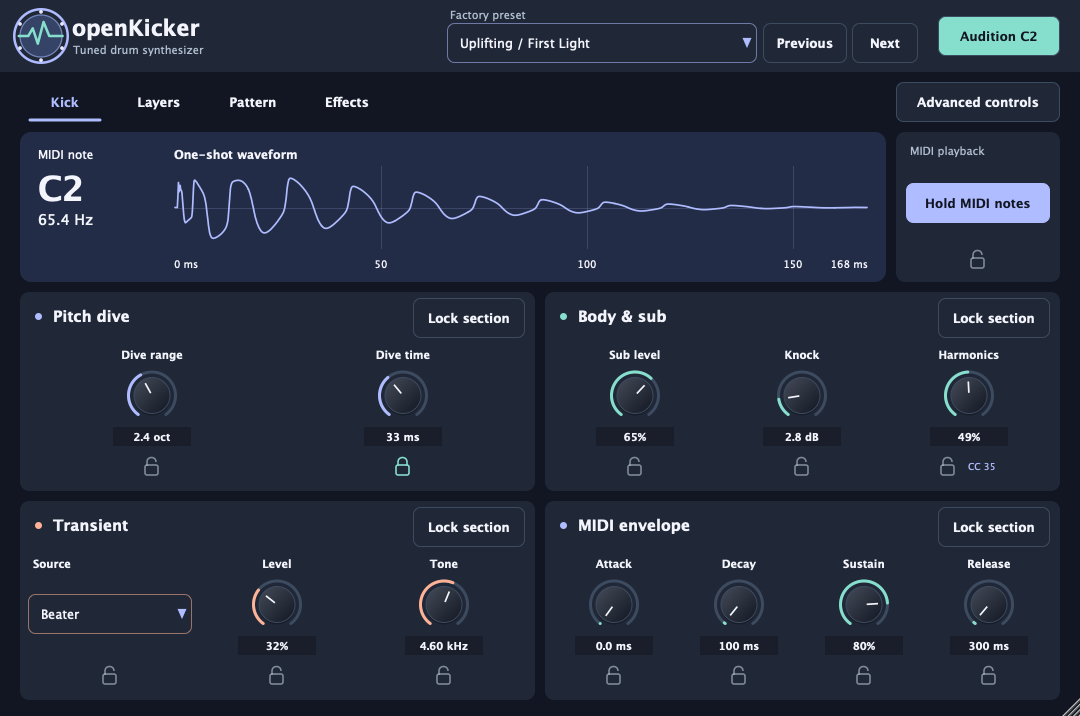 openKicker
Tuned drum synthesizer
Factory preset
Uplifting / First Light
Previous
Next
Audition C2
Kick
Layers
Pattern
Effects
Advanced controls
MIDI note
C2
65.4 Hz
One-shot waveform
0 ms
50
100
150
168 ms
MIDI playback
Hold MIDI notes
Pitch dive
Lock section
Dive range
Dive time
2.4 oct
33 ms
Body & sub
Lock section
Sub level
Knock
Harmonics
65%
2.8 dB
49%
CC 35
Transient
Lock section
Source
Level
Tone
Beater
32%
4.60 kHz
MIDI envelope
Lock section
Attack
Decay
Sustain
Release
0.0 ms
100 ms
80%
300 ms